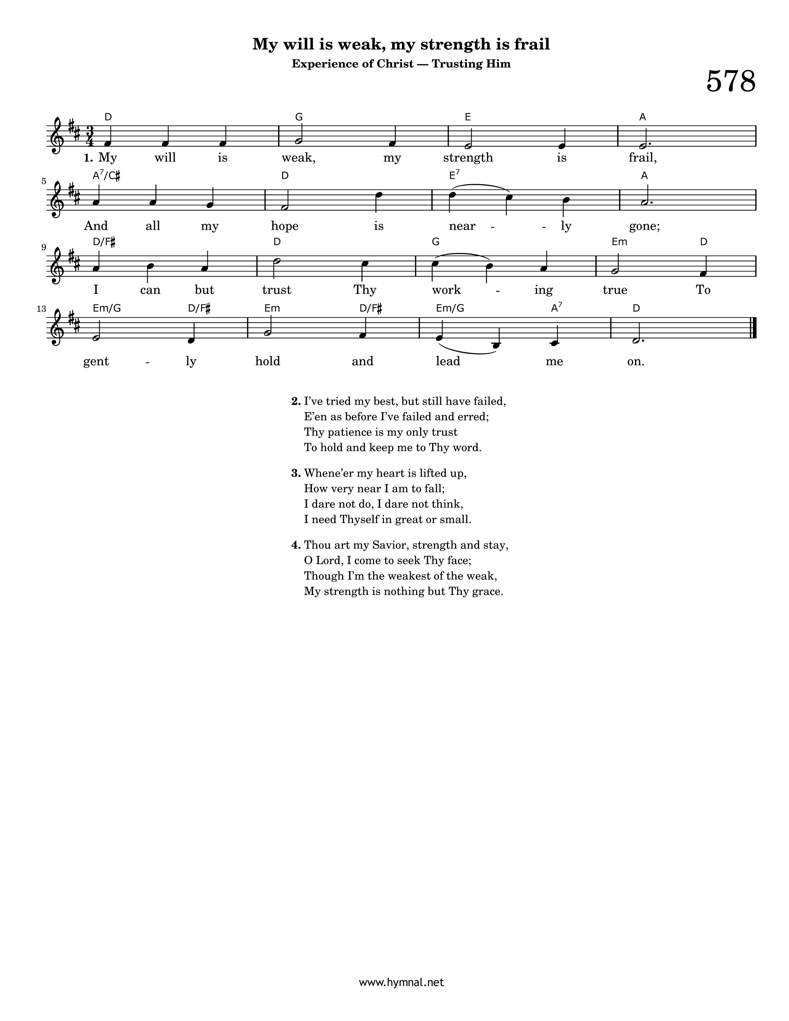 My will is weak, my strength is frail
Experience of Christ — Trusting Him
578
D G E A
1. My will is weak, my strength is frail,
5 A7/C♯ D E7 A
And all my hope is near - - ly gone;
9 D/F♯ D G Em D
I can but trust Thy work - ing true To
13 Em/G D/F♯ Em D/F♯ Em/G A7 D
gent - ly hold and lead me on.
2. I've tried my best, but still have failed,
E'en as before I've failed and erred;
Thy patience is my only trust
To hold and keep me to Thy word.
3. Whene'er my heart is lifted up,
How very near I am to fall;
I dare not do, I dare not think,
I need Thyself in great or small.
4. Thou art my Savior, strength and stay,
O Lord, I come to seek Thy face;
Though I'm the weakest of the weak,
My strength is nothing but Thy grace.
www.hymnal.net